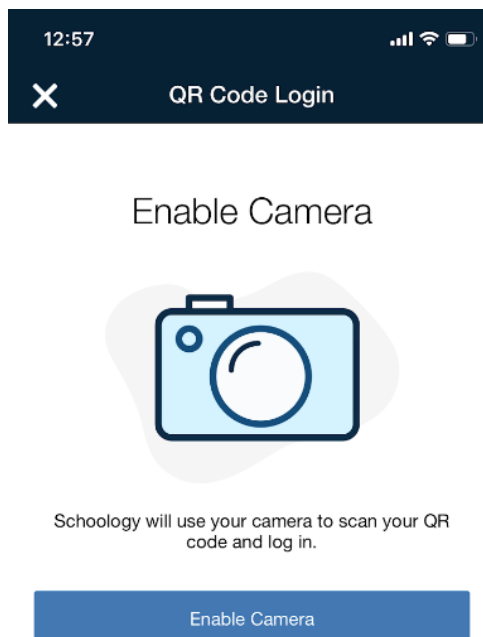 12:57
QR Code Login
Enable Camera
Schoology will use your camera to scan your QR
code and log in.
Enable Camera